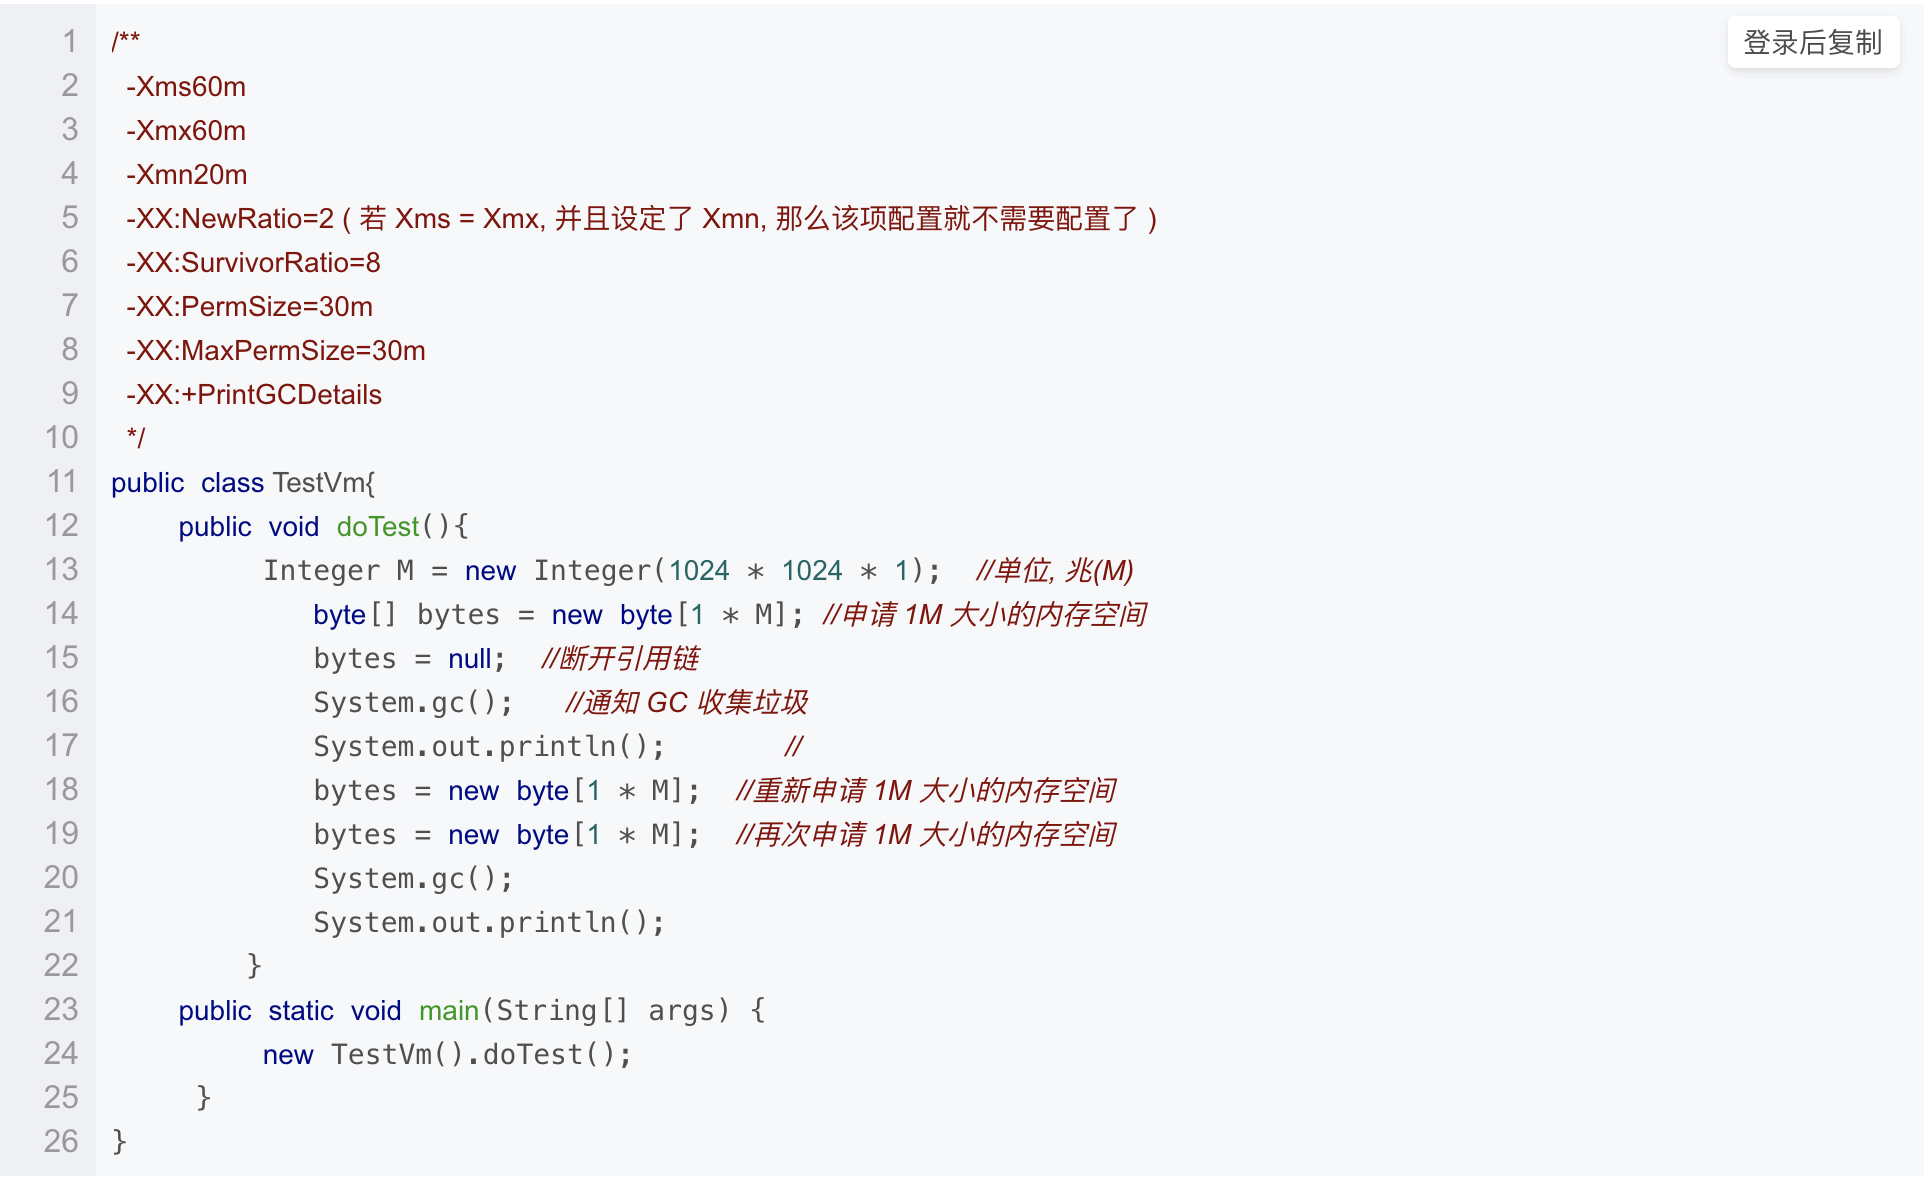 登录后复制
1 /**
2 -Xms60m
3 -Xmx60m
4 -Xmn20m
5 -XX:NewRatio=2 ( 若 Xms = Xmx, 并且设定了 Xmn, 那么该项配置就不需要配置了 )
6 -XX:SurvivorRatio=8
7 -XX:PermSize=30m
8 -XX:MaxPermSize=30m
9 -XX:+PrintGCDetails
10 */
11 public class TestVm{
12 public void doTest(){
13 Integer M = new Integer(1024 * 1024 * 1); //单位, 兆(M)
14 byte[] bytes = new byte[1 * M]; //申请 1M 大小的内存空间
15 bytes = null; //断开引用链
16 System.gc(); //通知 GC 收集垃圾
17 System.out.println(); //
18 bytes = new byte[1 * M]; //重新申请 1M 大小的内存空间
19 bytes = new byte[1 * M]; //再次申请 1M 大小的内存空间
20 System.gc();
21 System.out.println();
22 }
23 public static void main(String[] args) {
24 new TestVm().doTest();
25 }
26 }